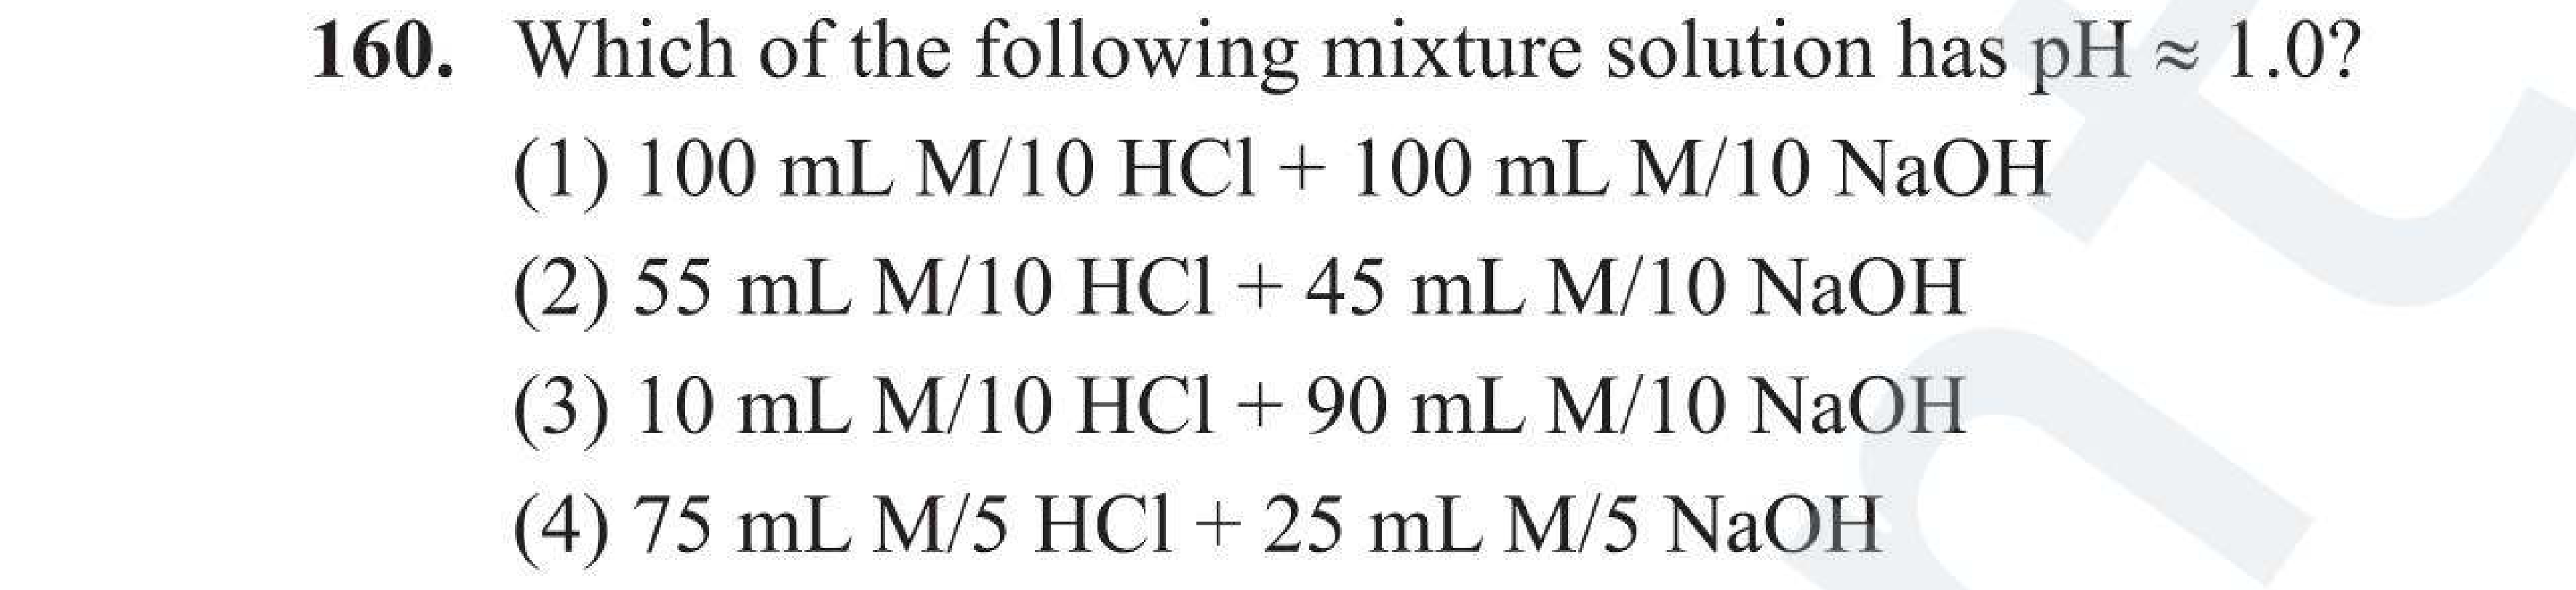 160. Which of the following mixture solution has pH ≈ 1.0?
(1) 100 mL M/10 HCl + 100 mL M/10 NaOH
(2) 55 mL M/10 HCl + 45 mL M/10 NaOH
(3) 10 mL M/10 HCl + 90 mL M/10 NaOH
(4) 75 mL M/5 HCl + 25 mL M/5 NaOH